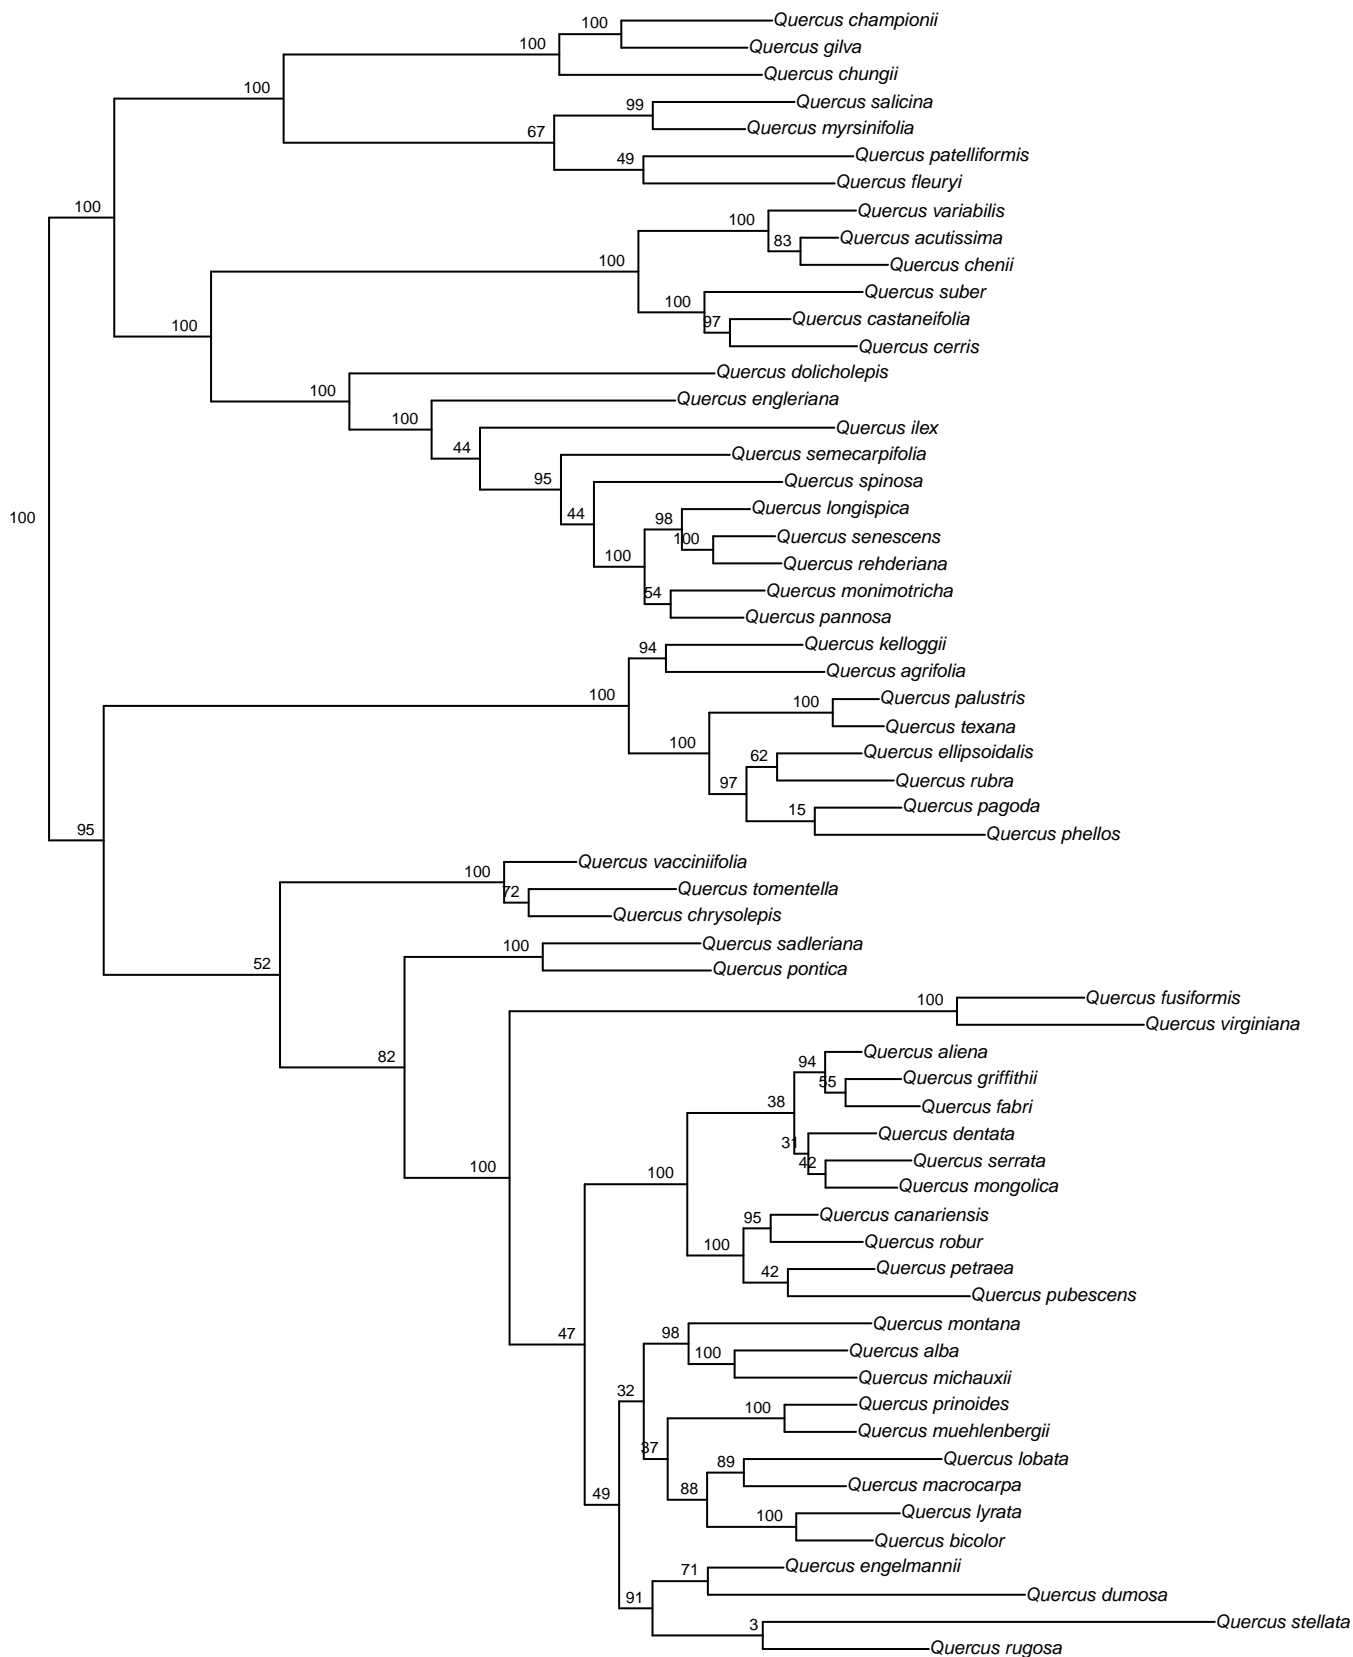 100
Quercus championii
Quercus gilva
100
Quercus chungii
100
99
Quercus salicina
Quercus myrsinifolia
67
49
Quercus patelliformis
Quercus fleuryi
100
100
Quercus variabilis
83
Quercus acutissima
Quercus chenii
100
100
Quercus suber
97
Quercus castaneifolia
Quercus cerris
100
Quercus dolicholepis
100
Quercus engleriana
100
Quercus ilex
44
Quercus semecarpifolia
95
Quercus spinosa
44
98
Quercus longispica
100
Quercus senescens
Quercus rehderiana
100
54
Quercus monimotricha
Quercus pannosa
100
94
Quercus kelloggii
Quercus agrifolia
100
100
Quercus palustris
Quercus texana
100
62
Quercus ellipsoidalis
Quercus rubra
97
15
Quercus pagoda
Quercus phellos
95
100
Quercus vacciniifolia
72
Quercus tomentella
Quercus chrysolepis
52
100
Quercus sadleriana
Quercus pontica
82
100
Quercus fusiformis
Quercus virginiana
100
94
Quercus aliena
55
Quercus griffithii
Quercus fabri
38
31
Quercus dentata
42
Quercus serrata
Quercus mongolica
100
95
Quercus canariensis
Quercus robur
100
42
Quercus petraea
Quercus pubescens
47
98
Quercus montana
100
Quercus alba
Quercus michauxii
32
100
Quercus prinoides
Quercus muehlenbergii
37
89
Quercus lobata
Quercus macrocarpa
88
100
Quercus lyrata
Quercus bicolor
49
71
Quercus engelmannii
Quercus dumosa
91
3
Quercus stellata
Quercus rugosa